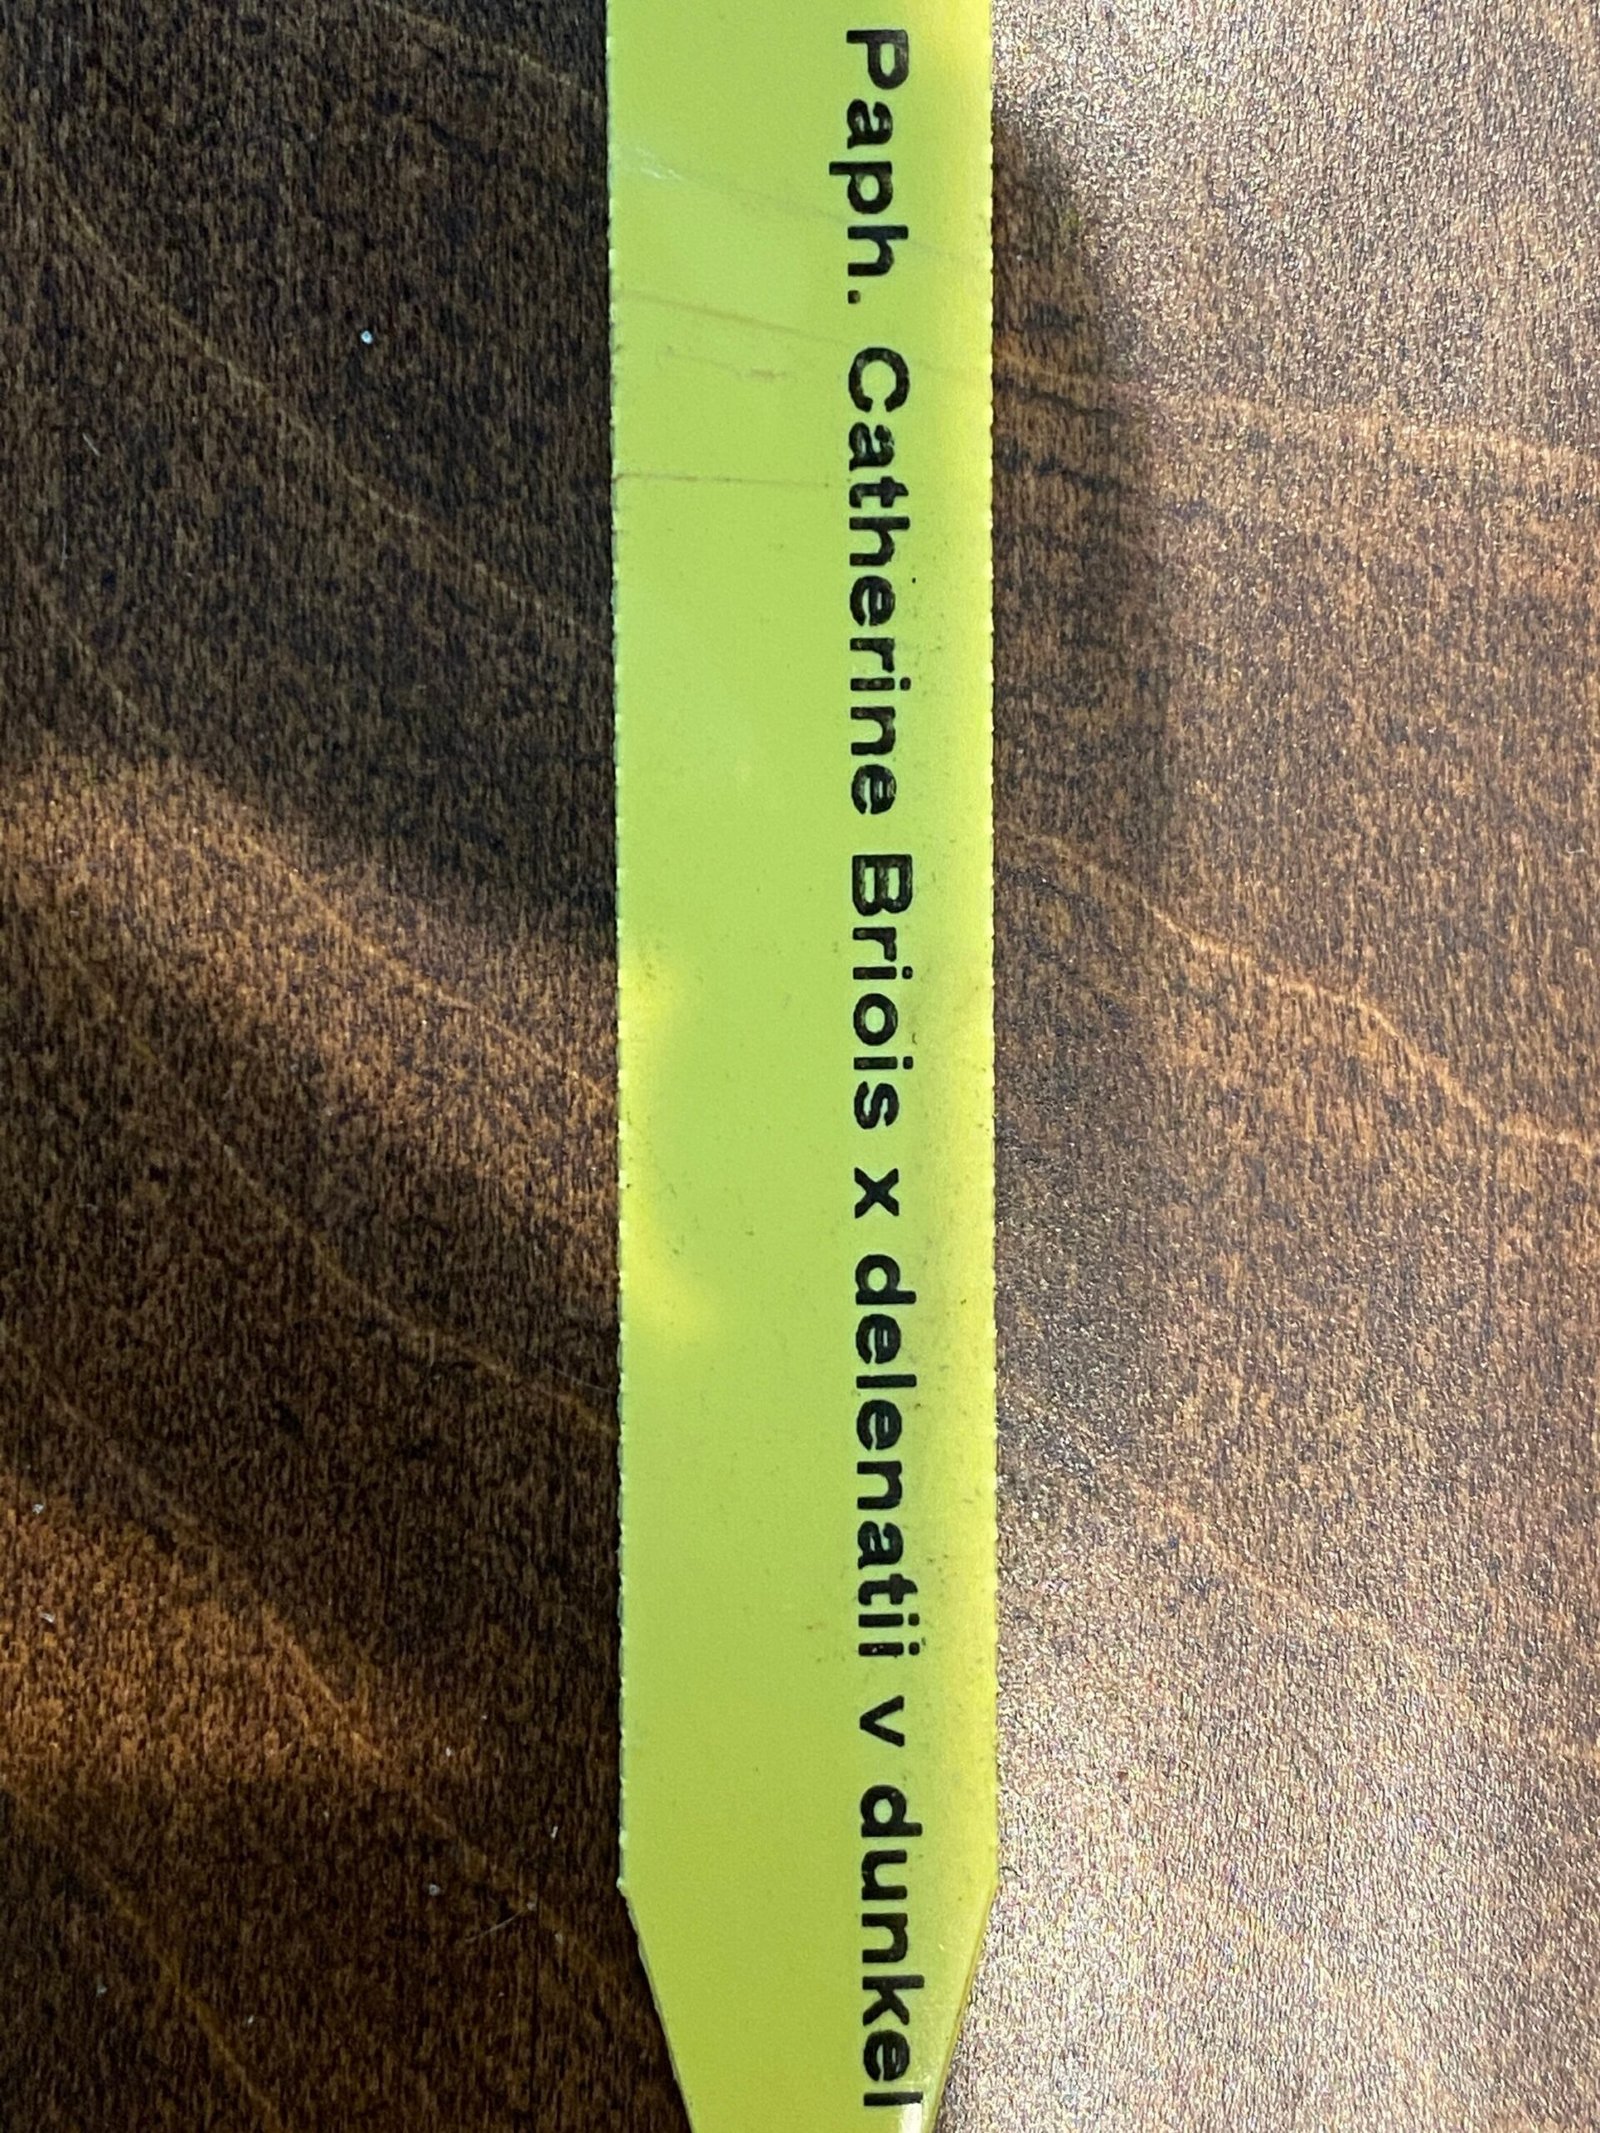 Paph. Catherine Briois x delenatii v dunkel